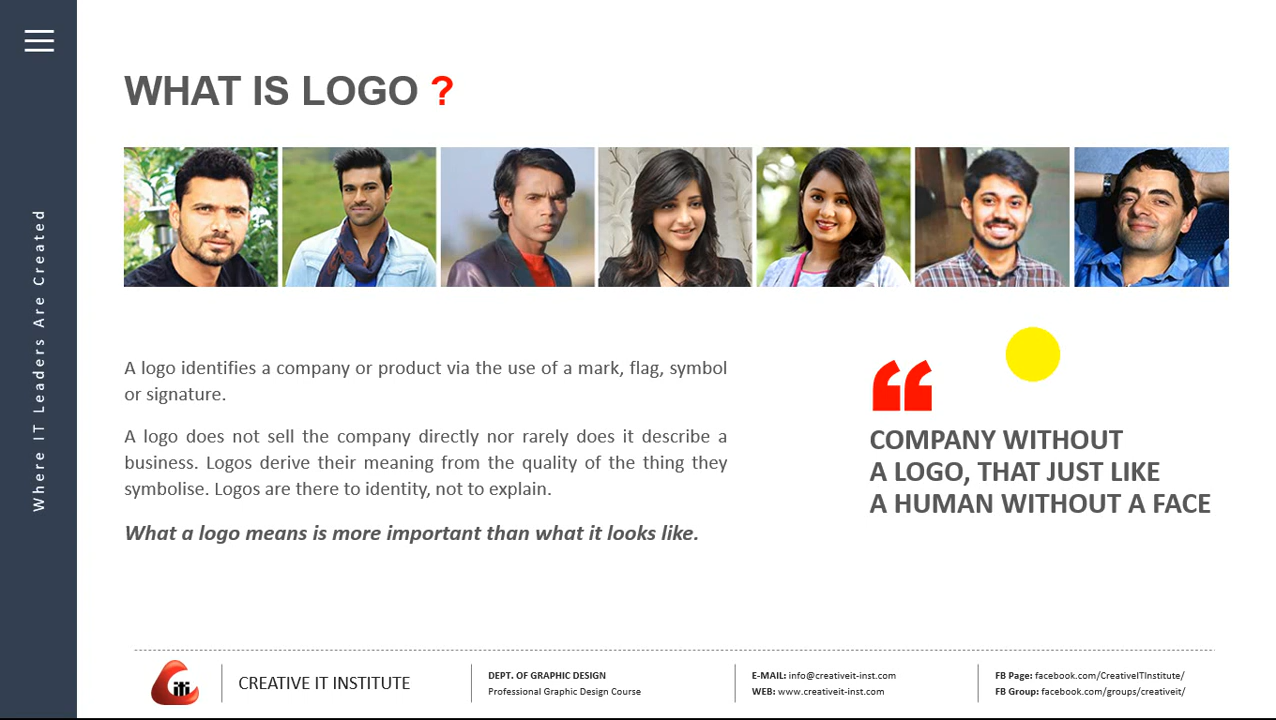 WHAT IS LOGO ?
Where IT Leaders Are Created
A logo identifies a company or product via the use of a mark, flag, symbol
or signature.
A logo does not sell the company directly nor rarely does it describe a
business. Logos derive their meaning from the quality of the thing they
symbolise. Logos are there to identity, not to explain.
What a logo means is more important than what it looks like.
“
COMPANY WITHOUT
A LOGO, THAT JUST LIKE
A HUMAN WITHOUT A FACE
iti
CREATIVE IT INSTITUTE
DEPT. OF GRAPHIC DESIGN
Professional Graphic Design Course
E-MAIL: info@creativeit-inst.com
WEB: www.creativeit-inst.com
FB Page: facebook.com/CreativeITInstitute/
FB Group: facebook.com/groups/creativeit/